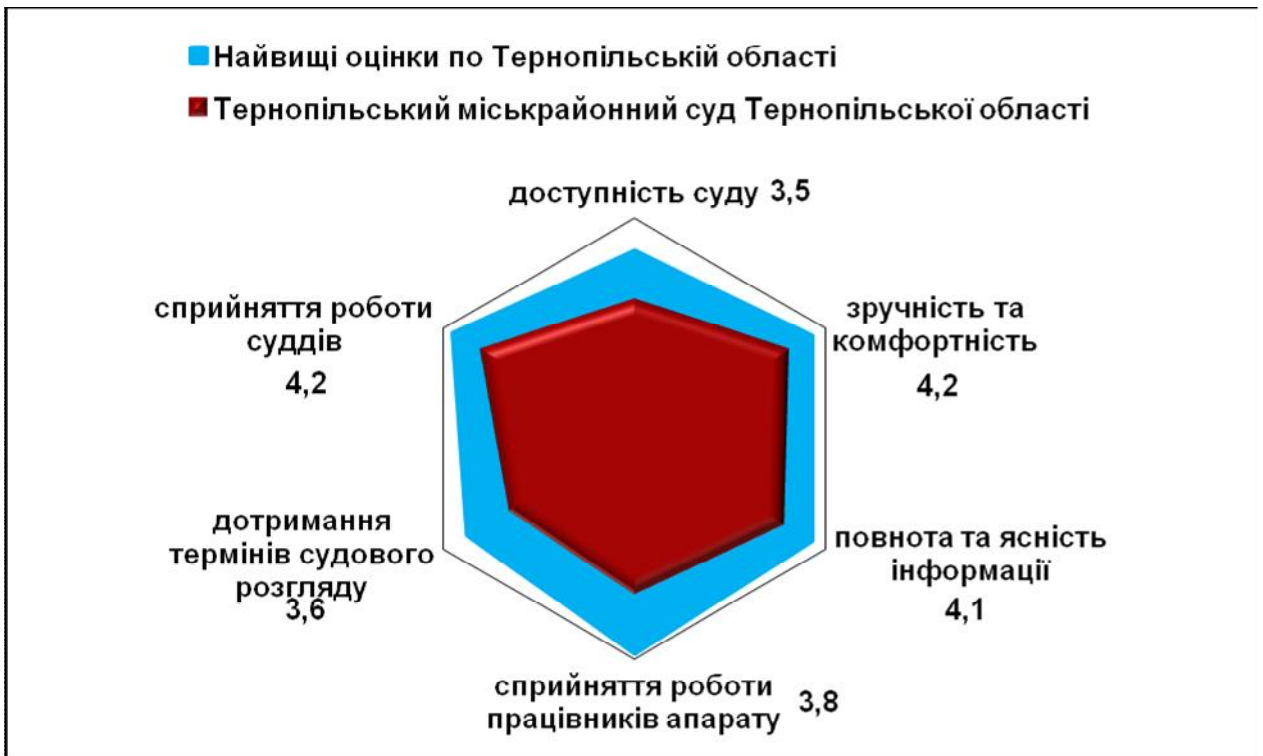 Найвищі оцінки по Тернопільській області
Тернопільський міськрайонний суд Тернопільської області
доступність суду 3,5
сприйняття роботи
суддів
4,2
зручність та
комфортність
4,2
дотримання
термінів судового
розгляду
3,6
повнота та ясність
інформації
4,1
сприйняття роботи
працівників апарату 3,8